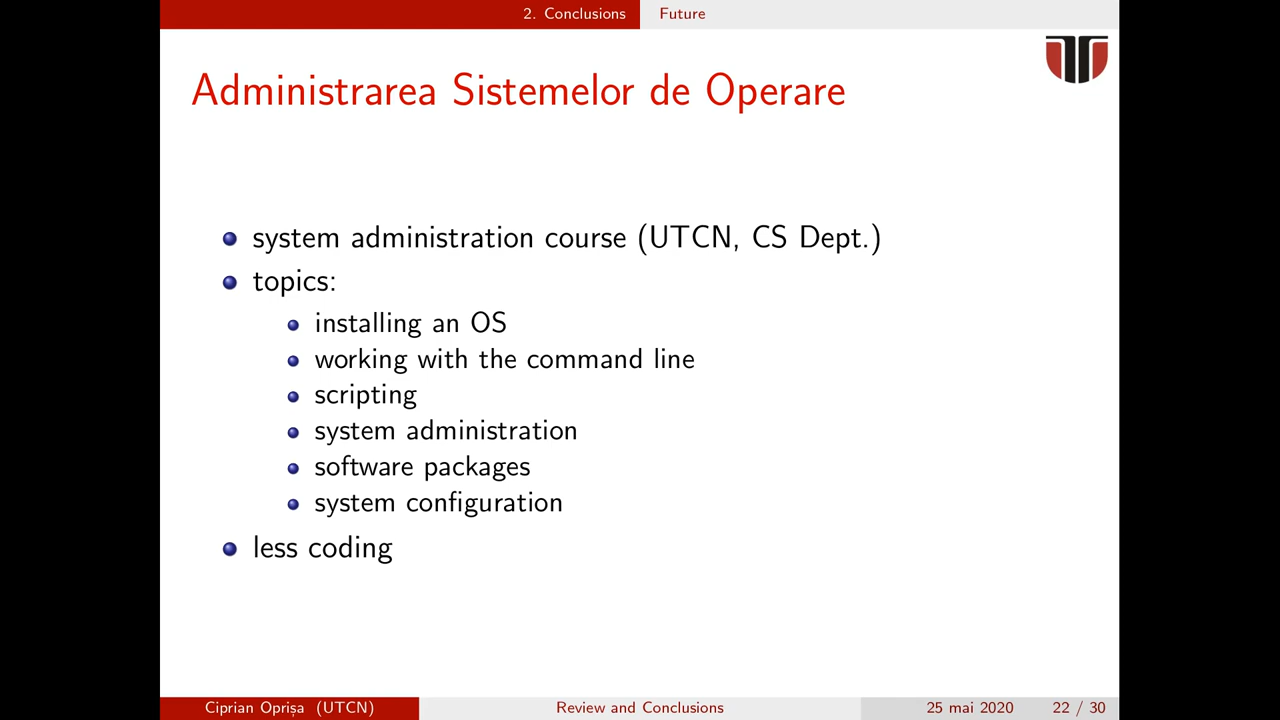 2. Conclusions Future
Administrarea Sistemelor de Operare
system administration course (UTCN, CS Dept.)
topics:
installing an OS
working with the command line
scripting
system administration
software packages
system configuration
less coding
Ciprian Oprișa (UTCN) Review and Conclusions 25 mai 2020 22 / 30